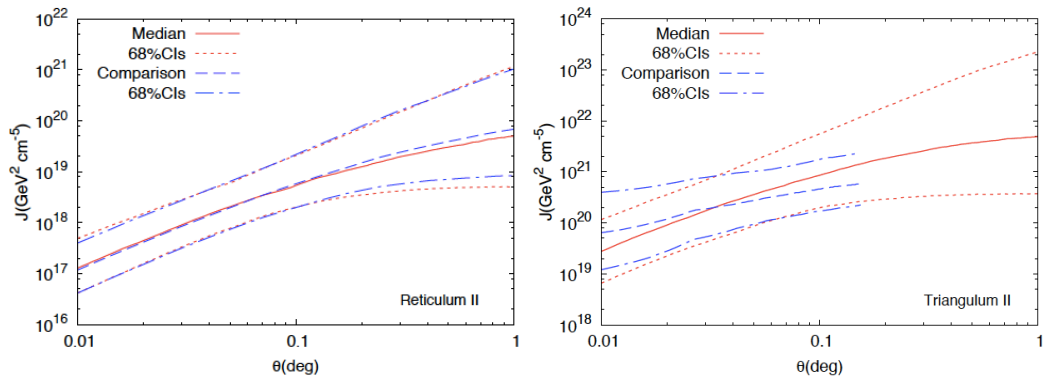 10^22
10^21
10^20
10^19
10^18
10^17
10^16
J(GeV^2 cm^-5)
Median
68%CIs
Comparison
68%CIs
Reticulum II
0.01
0.1
1
θ(deg)
10^24
10^23
10^22
10^21
10^20
10^19
10^18
J(GeV^2 cm^-5)
Median
68%CIs
Comparison
68%CIs
Triangulum II
0.01
0.1
1
θ(deg)